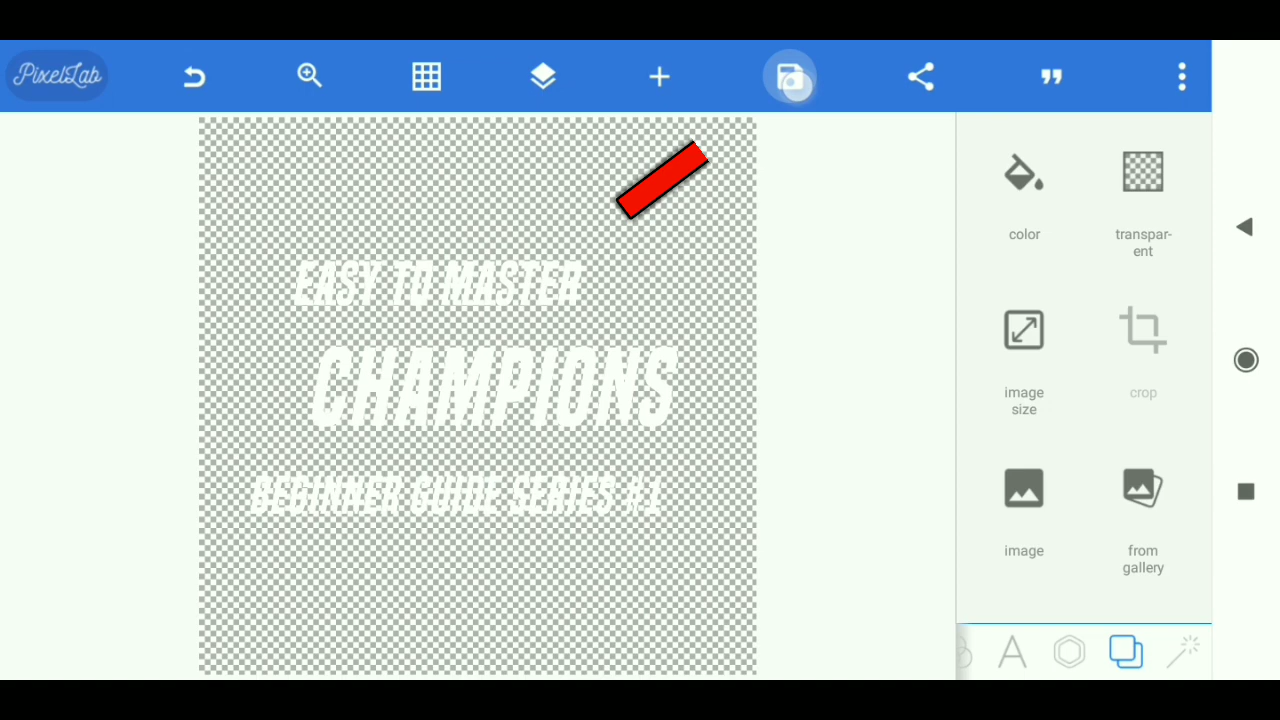 PixelLab
EASY TO MASTER
CHAMPIONS
BEGINNER GUIDE SERIES #1
color
transpar-
ent
image
size
crop
image
from
gallery